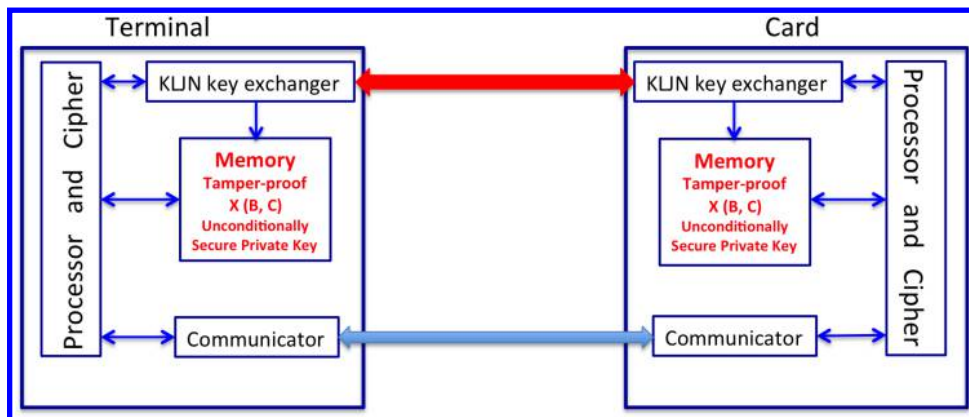 Terminal
Card
Processor and Cipher
KLJN key exchanger
Memory
Tamper-proof
X (B, C)
Unconditionally
Secure Private Key
Communicator
KLJN key exchanger
Memory
Tamper-proof
X (B, C)
Unconditionally
Secure Private Key
Communicator
Processor and Cipher